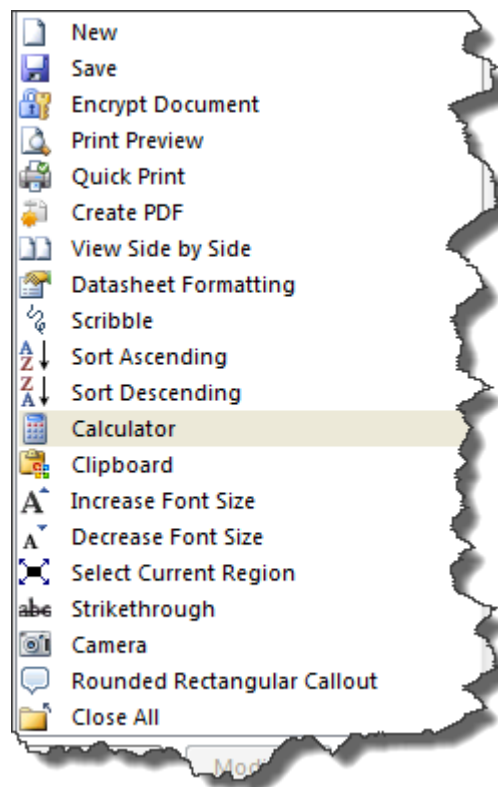 New
Save
Encrypt Document
Print Preview
Quick Print
Create PDF
View Side by Side
Datasheet Formatting
Scribble
Sort Ascending
Sort Descending
Calculator
Clipboard
Increase Font Size
Decrease Font Size
Select Current Region
abc Strikethrough
Camera
Rounded Rectangular Callout
Close All